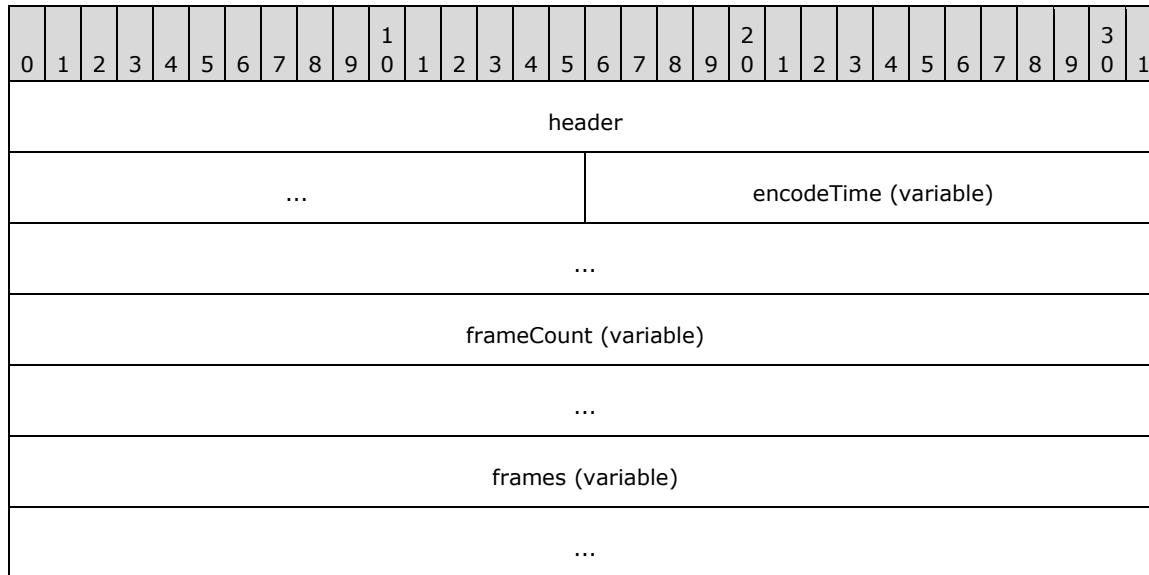 1 2 3
0 1 2 3 4 5 6 7 8 9 0 1 2 3 4 5 6 7 8 9 0 1 2 3 4 5 6 7 8 9 0 1
header
... encodeTime (variable)
...
frameCount (variable)
...
frames (variable)
...